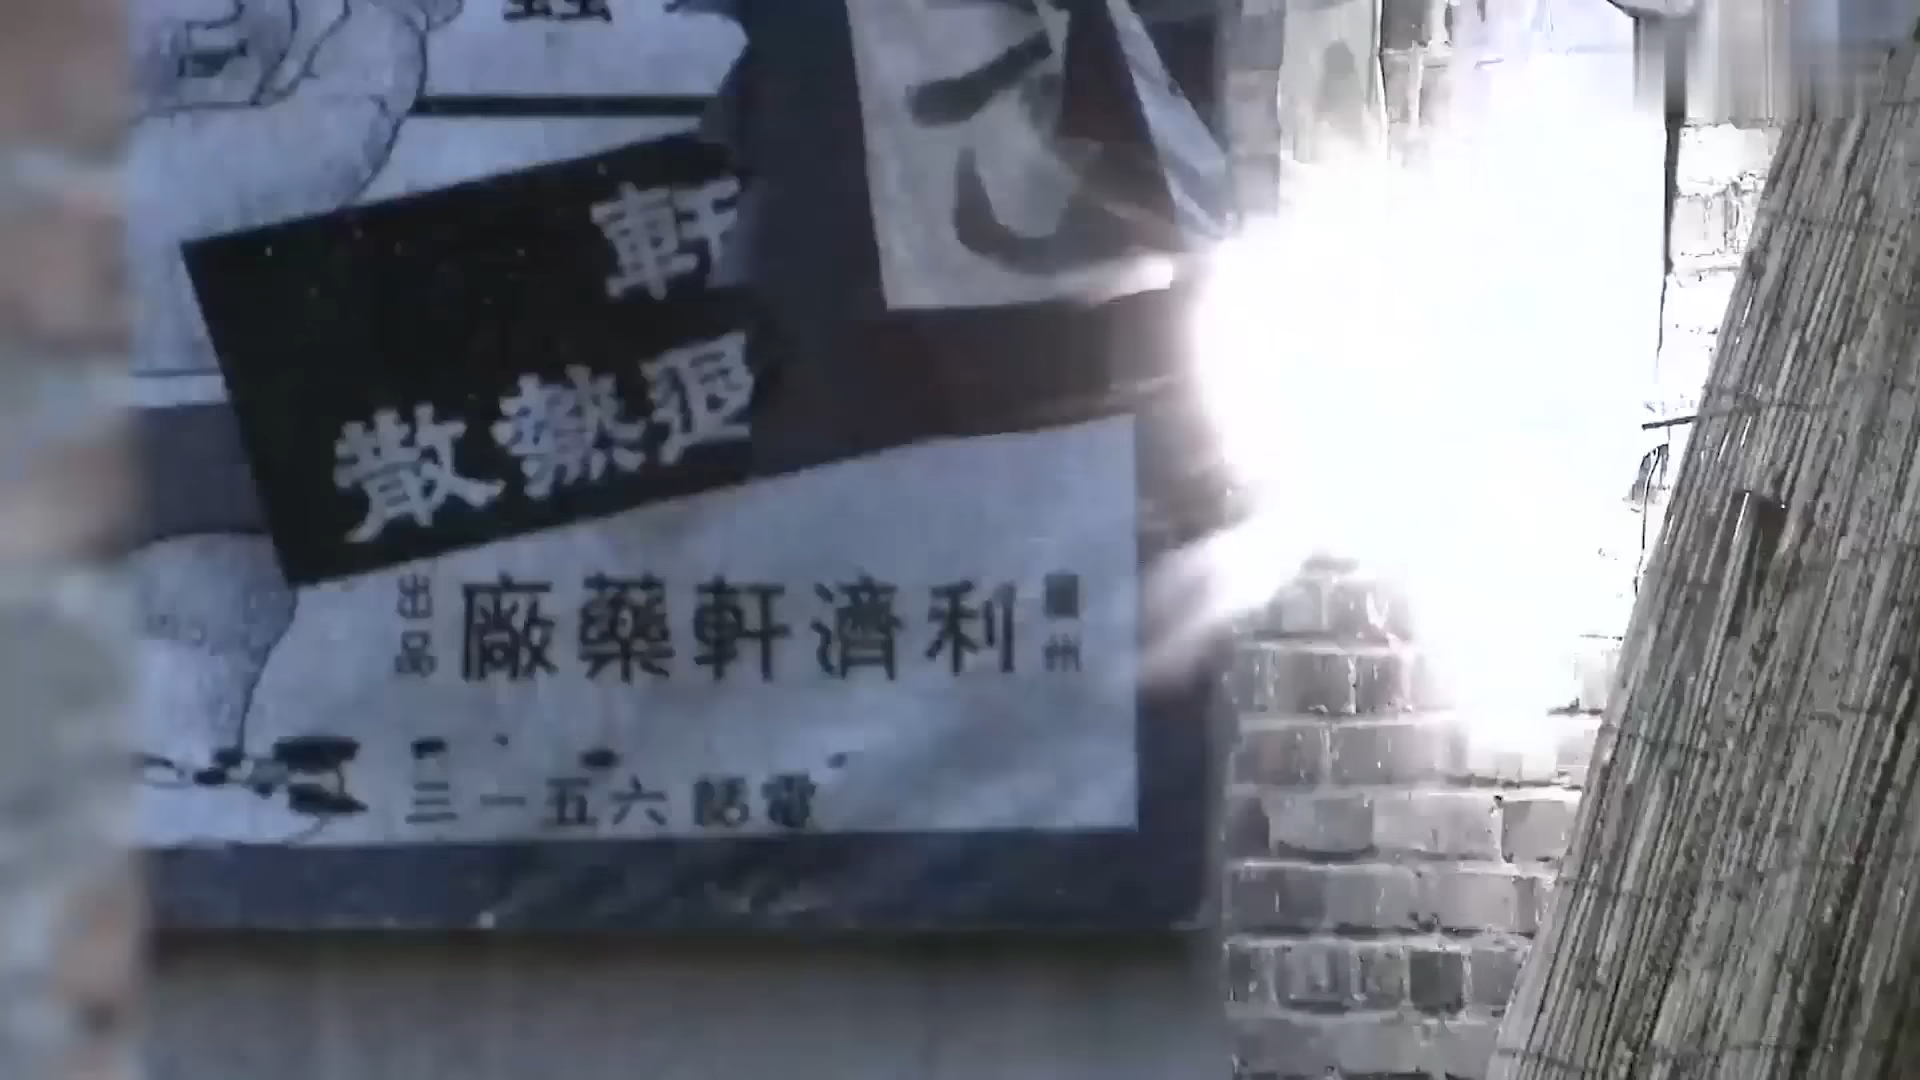 軒
退熱散
廣州
利濟軒藥廠
出品
電話六五一三